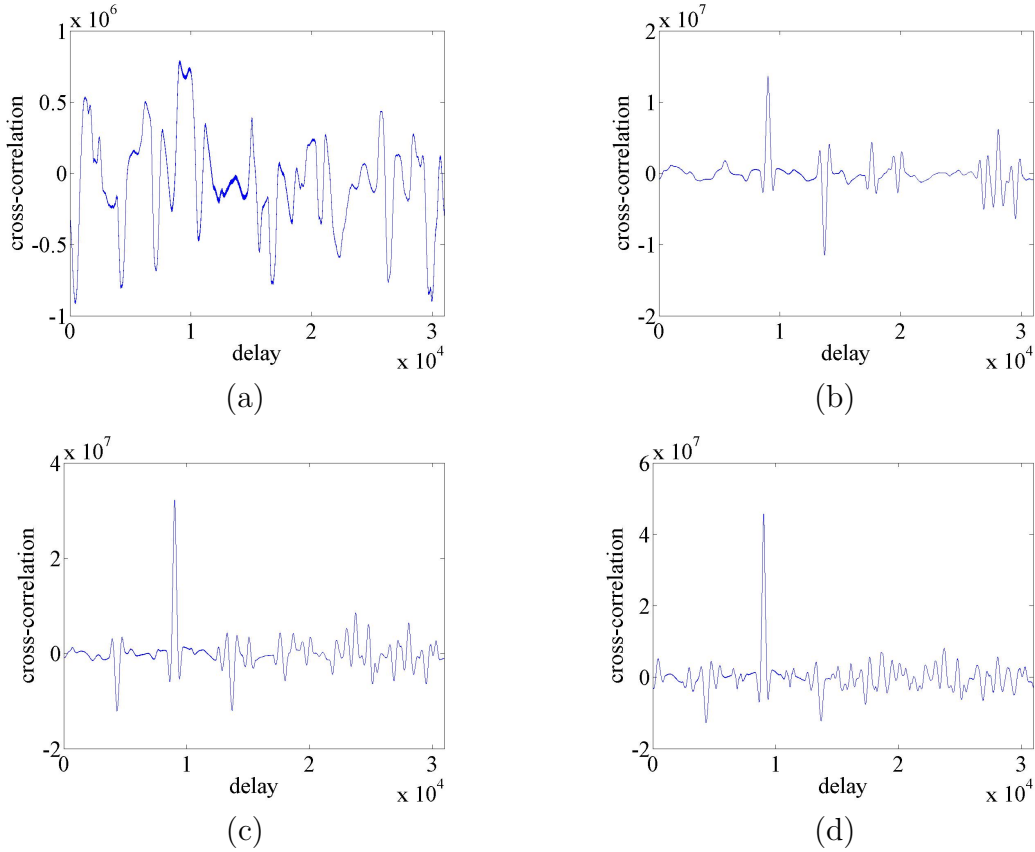 x 10^6
1
0.5
0
-0.5
-1
cross-correlation
0 1 2 3
delay
x 10^4
(a)
x 10^7
2
1
0
-1
-2
cross-correlation
0 1 2 3
delay
x 10^4
(b)
x 10^7
4
2
0
-2
cross-correlation
0 1 2 3
delay
x 10^4
(c)
x 10^7
6
4
2
0
-2
cross-correlation
0 1 2 3
delay
x 10^4
(d)